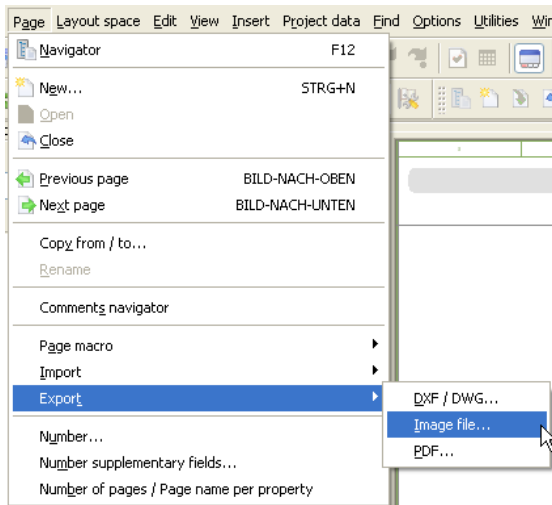 Page Layout space Edit View Insert Project data Find Options Utilities
Navigator F12
New... STRG+N
Open
Close
Previous page BILD-NACH-OBEN
Next page BILD-NACH-UNTEN
Copy from / to...
Rename
Comments navigator
Page macro
Import
Export
DXF / DWG...
Image file...
PDF...
Number...
Number supplementary fields...
Number of pages / Page name per property